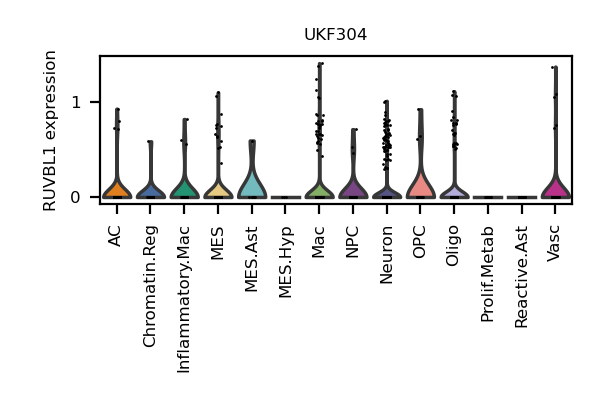 UKF304
RUVBL1 expression
1
0
AC
Chromatin.Reg
Inflammatory.Mac
MES
MES.Ast
MES.Hyp
Mac
NPC
Neuron
OPC
Oligo
Prolif.Metab
Reactive.Ast
Vasc